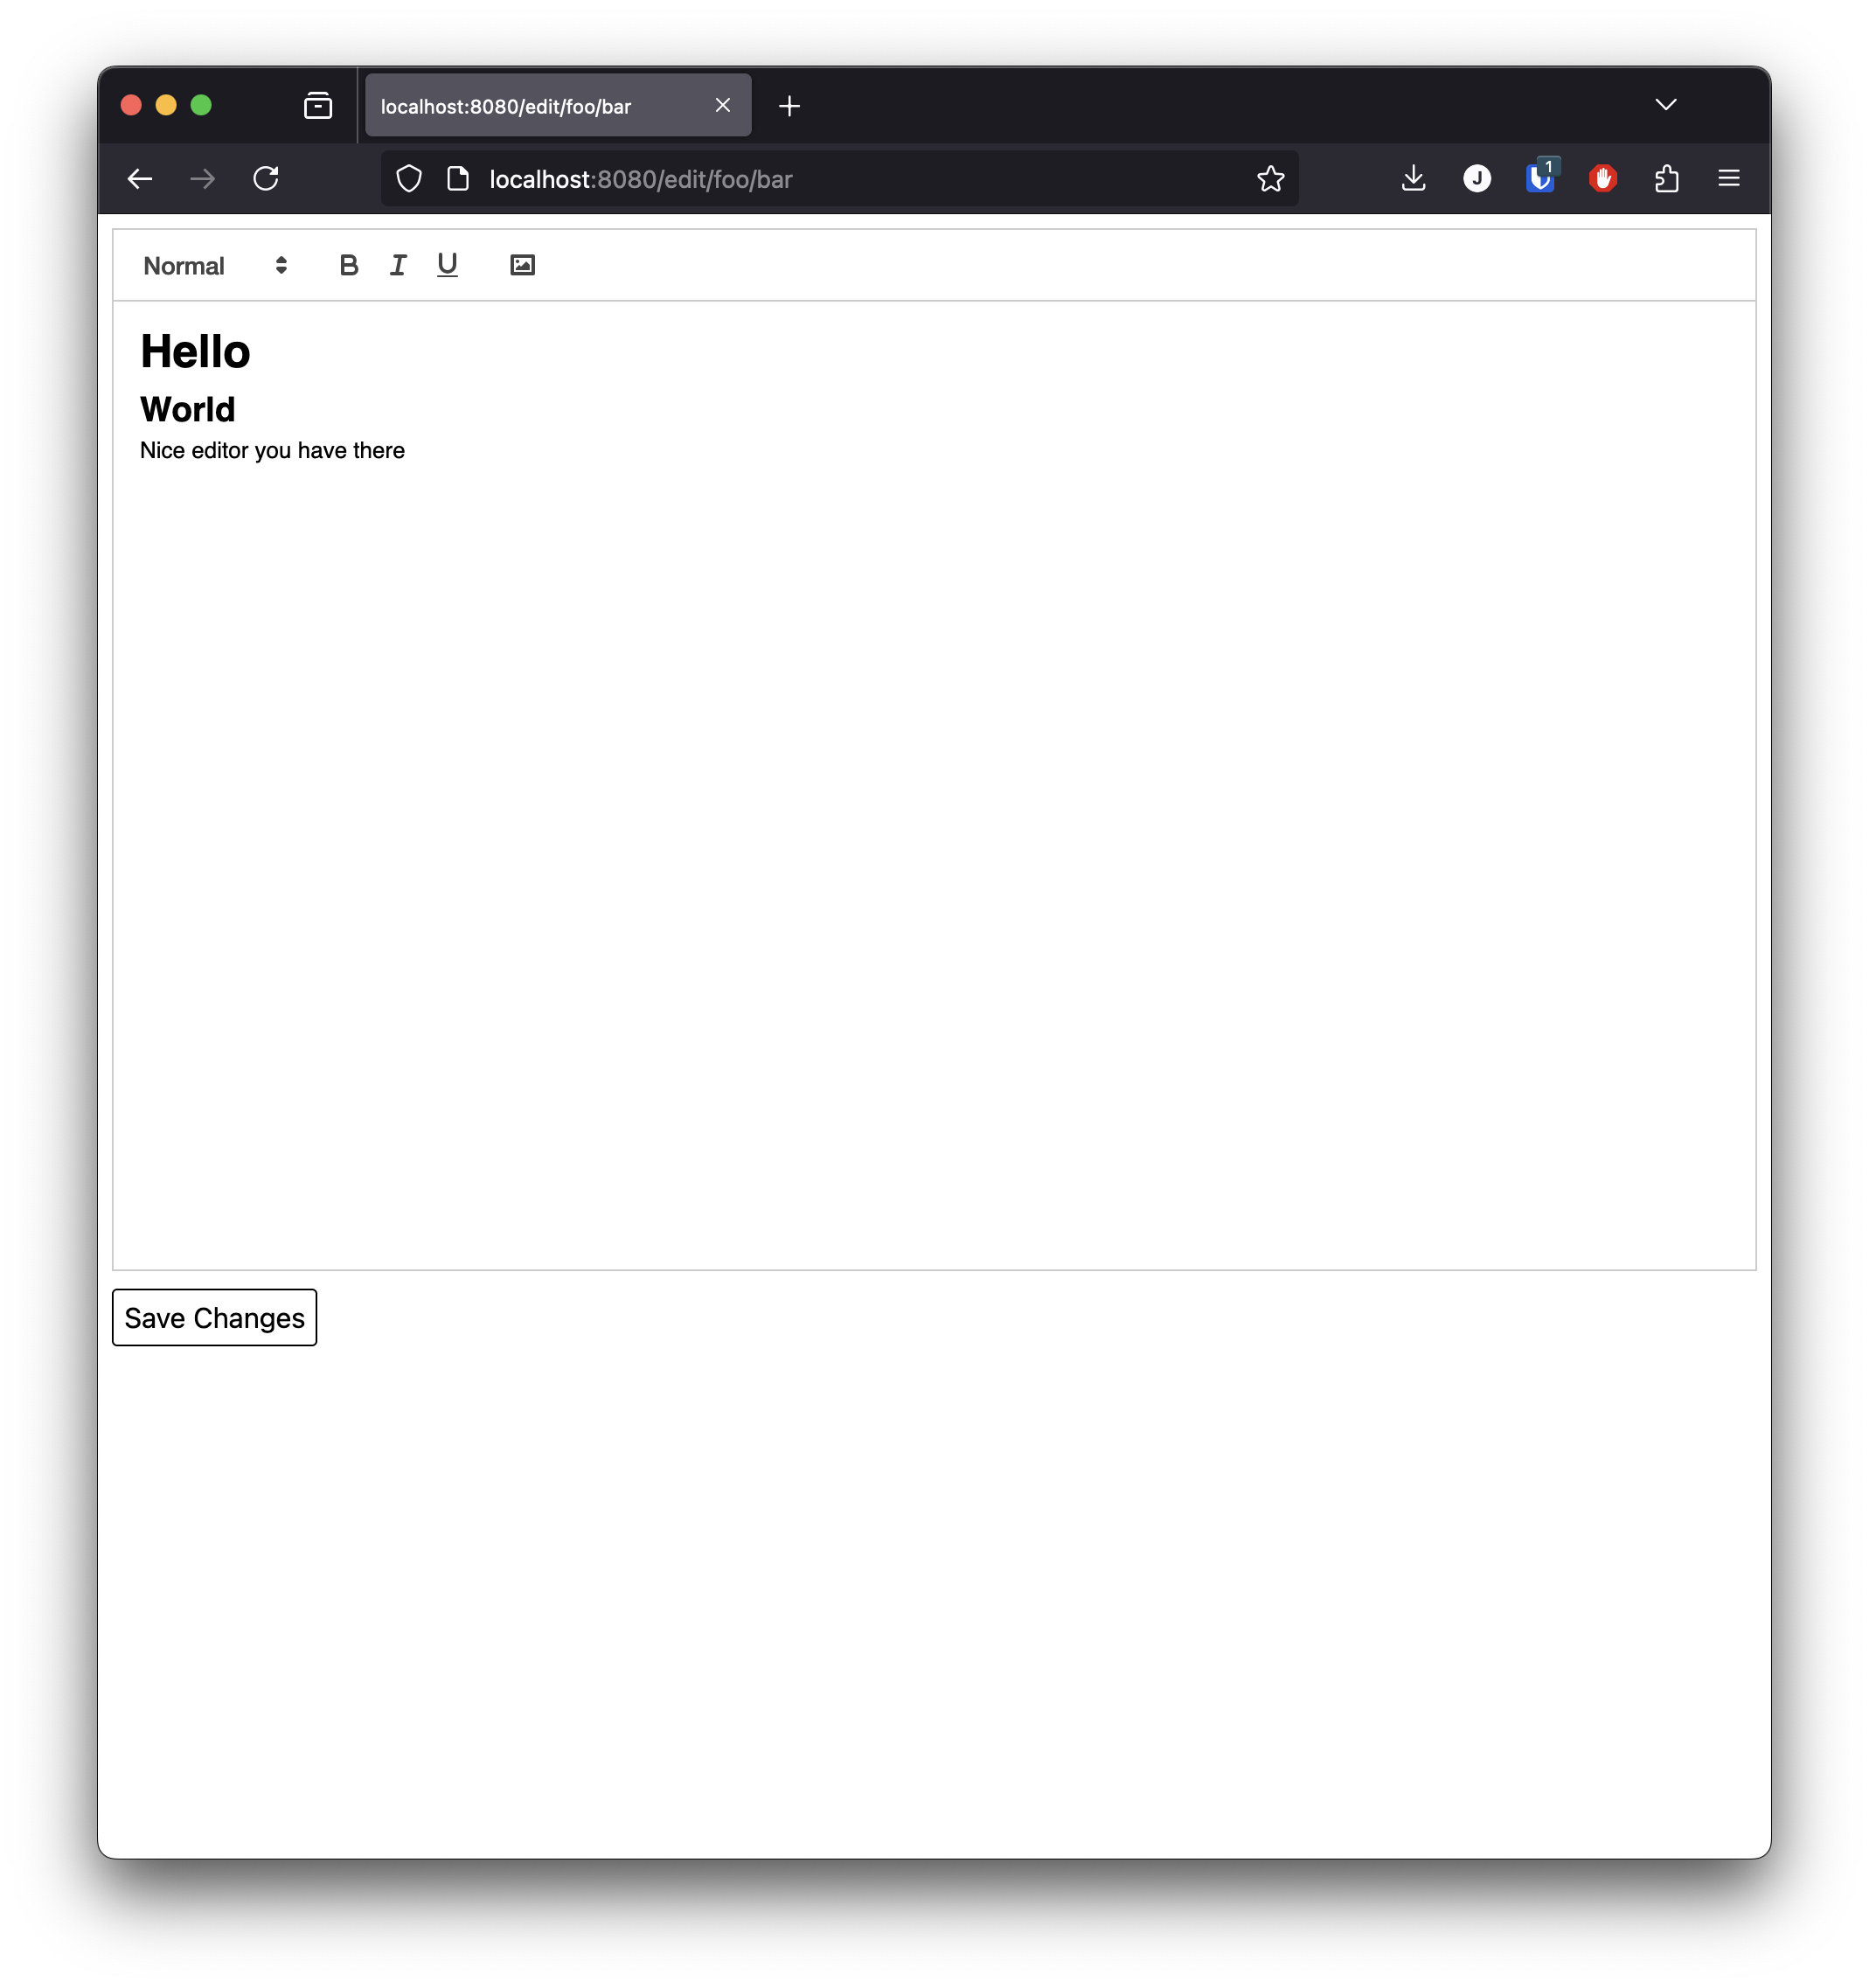 localhost:8080/edit/foo/bar
localhost:8080/edit/foo/bar
J
1
Normal
B I U
Hello
World
Nice editor you have there
Save Changes